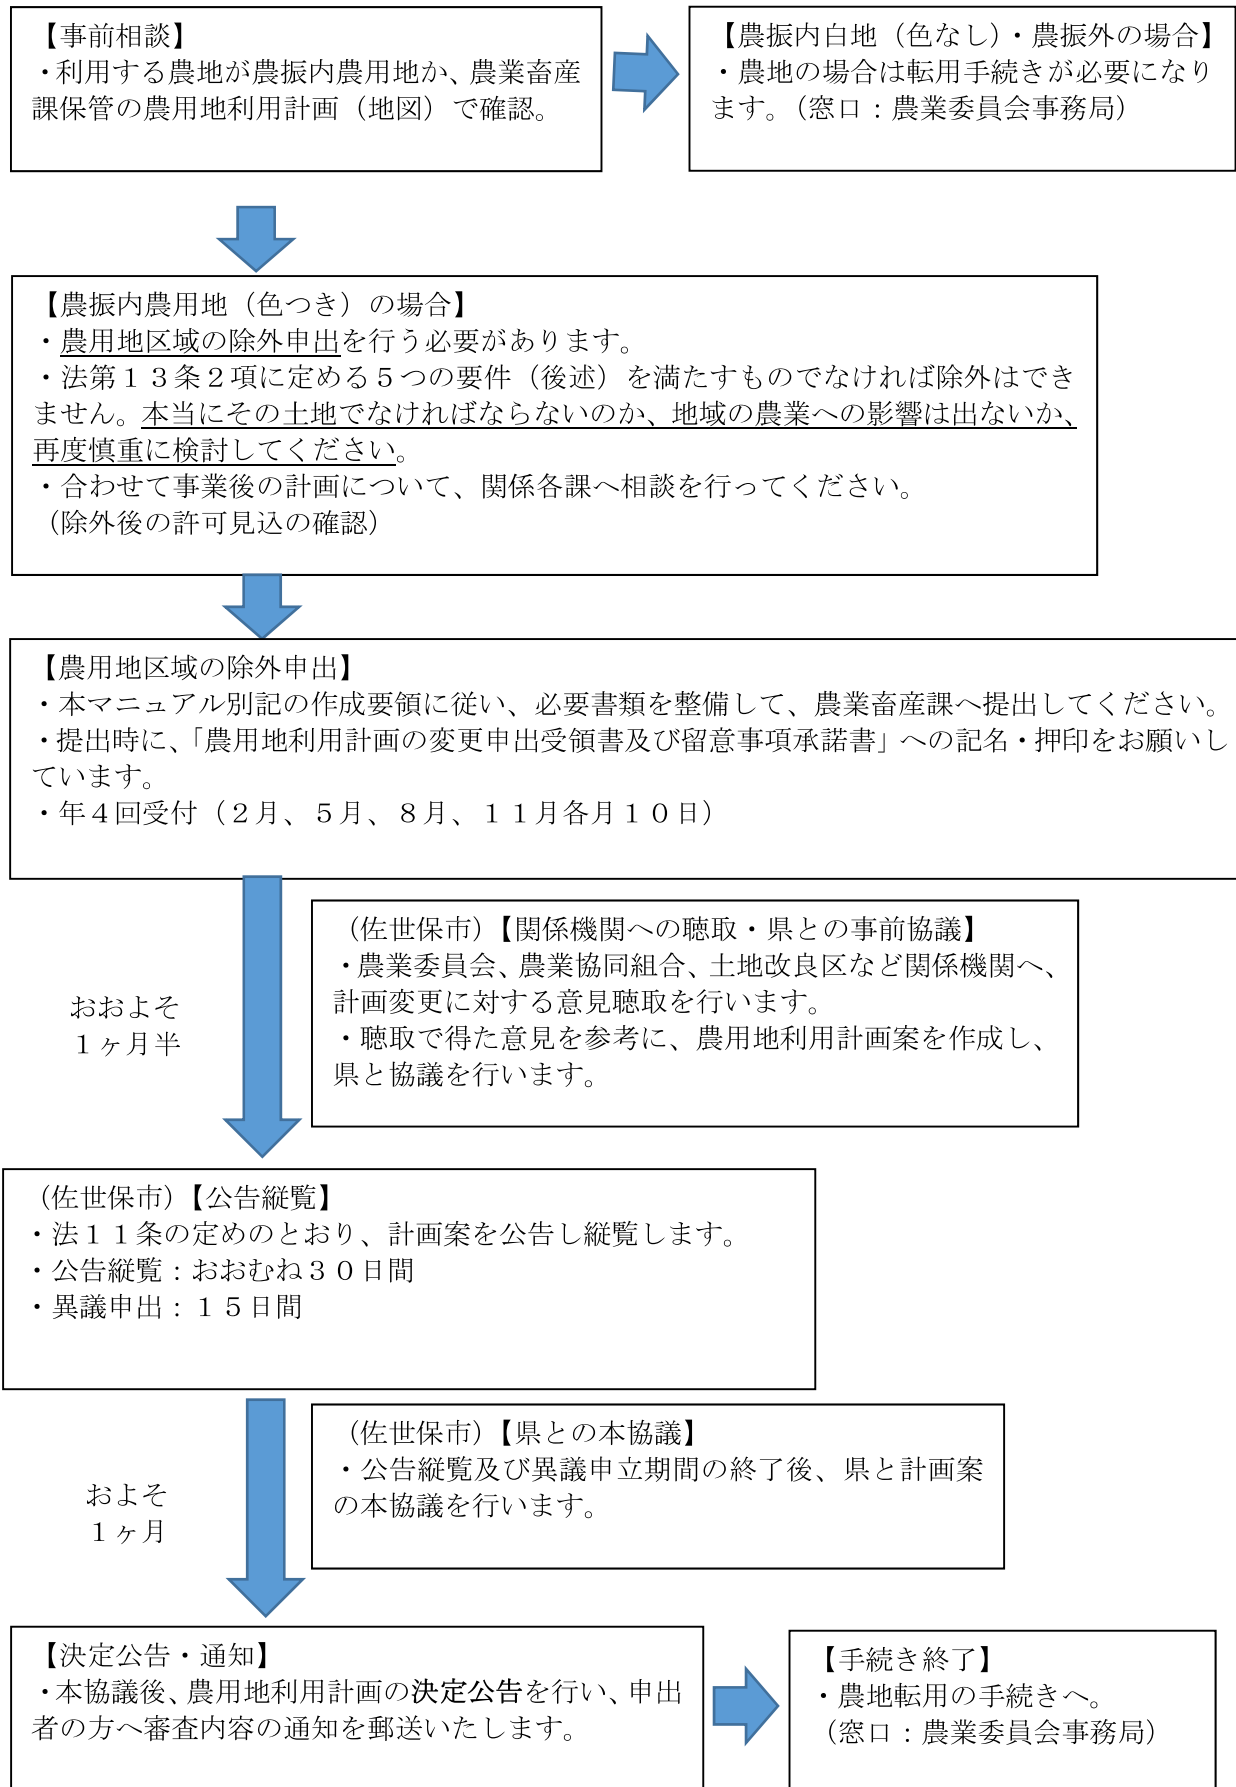 【事前相談】
・利用する農地が農振内農用地か、農業畜産
課保管の農用地利用計画（地図）で確認。
【農振内白地（色なし）・農振外の場合】
・農地の場合は転用手続きが必要になり
ます。（窓口：農業委員会事務局）
【農振内農用地（色つき）の場合】
・農用地区域の除外申出を行う必要があります。
・法第１３条２項に定める５つの要件（後述）を満たすものでなければ除外はでき
ません。本当にその土地でなければならないのか、地域の農業への影響は出ないか、
再度慎重に検討してください。
・合わせて事業後の計画について、関係各課へ相談を行ってください。
（除外後の許可見込の確認）
【農用地区域の除外申出】
・本マニュアル別記の作成要領に従い、必要書類を整備して、農業畜産課へ提出してください。
・提出時に、「農用地利用計画の変更申出受領書及び留意事項承諾書」への記名・押印をお願いし
ています。
・年４回受付（２月、５月、８月、１１月各月１０日）
おおよそ
１ヶ月半
（佐世保市）【関係機関への聴取・県との事前協議】
・農業委員会、農業協同組合、土地改良区など関係機関へ、
計画変更に対する意見聴取を行います。
・聴取で得た意見を参考に、農用地利用計画案を作成し、
県と協議を行います。
（佐世保市）【公告縦覧】
・法１１条の定めのとおり、計画案を公告し縦覧します。
・公告縦覧：おおむね３０日間
・異議申出：１５日間
およそ
１ヶ月
（佐世保市）【県との本協議】
・公告縦覧及び異議申立期間の終了後、県と計画案
の本協議を行います。
【決定公告・通知】
・本協議後、農用地利用計画の決定公告を行い、申出
者の方へ審査内容の通知を郵送いたします。
【手続き終了】
・農地転用の手続きへ。
（窓口：農業委員会事務局）